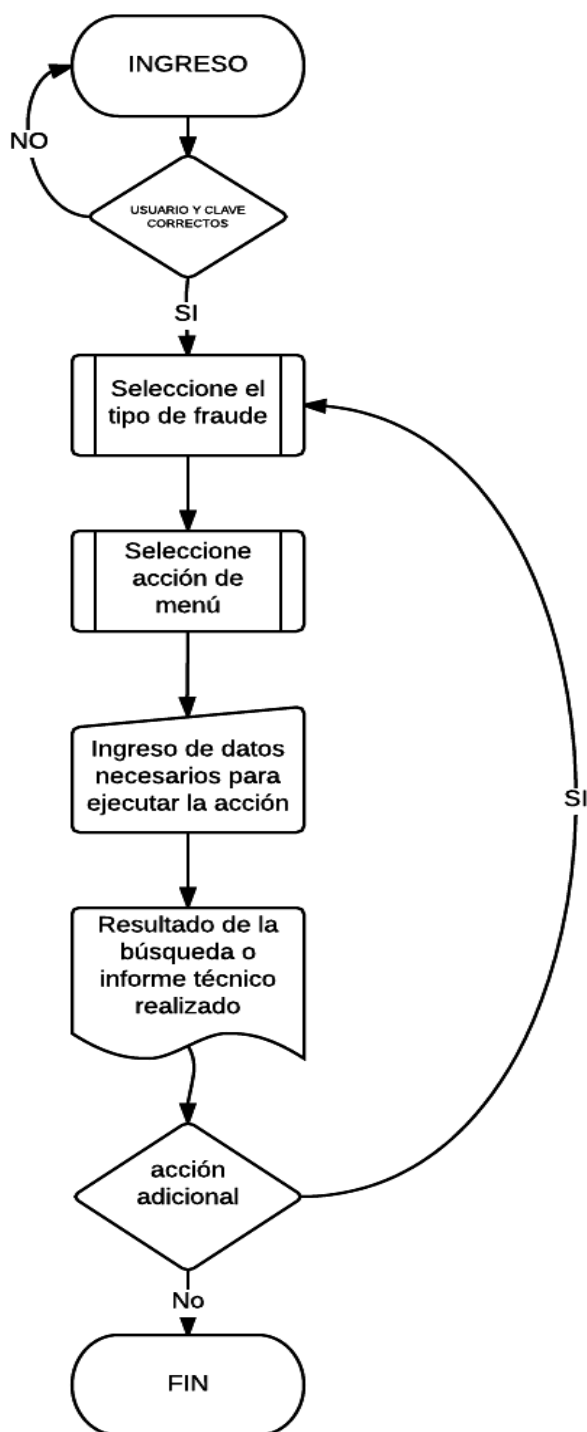 INGRESO
NO
USUARIO Y CLAVE
CORRECTOS
SI
Seleccione el
tipo de fraude
Seleccione
acción de
menú
Ingreso de datos
necesarios para
ejecutar la acción
SI
Resultado de la
búsqueda o
informe técnico
realizado
acción
adicional
No
FIN